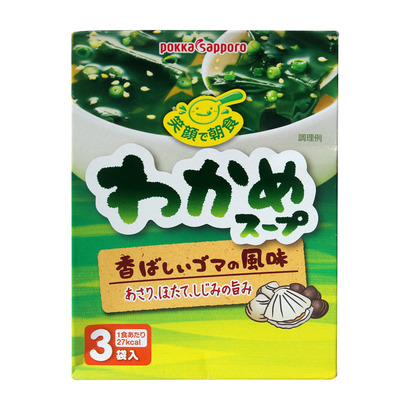 pokka sapporo
笑顔で朝食
調理例
わかめ
スープ
香ばしいゴマの風味
あさり、ほたて、しじみの旨み
1食あたり
27kcal
3袋入